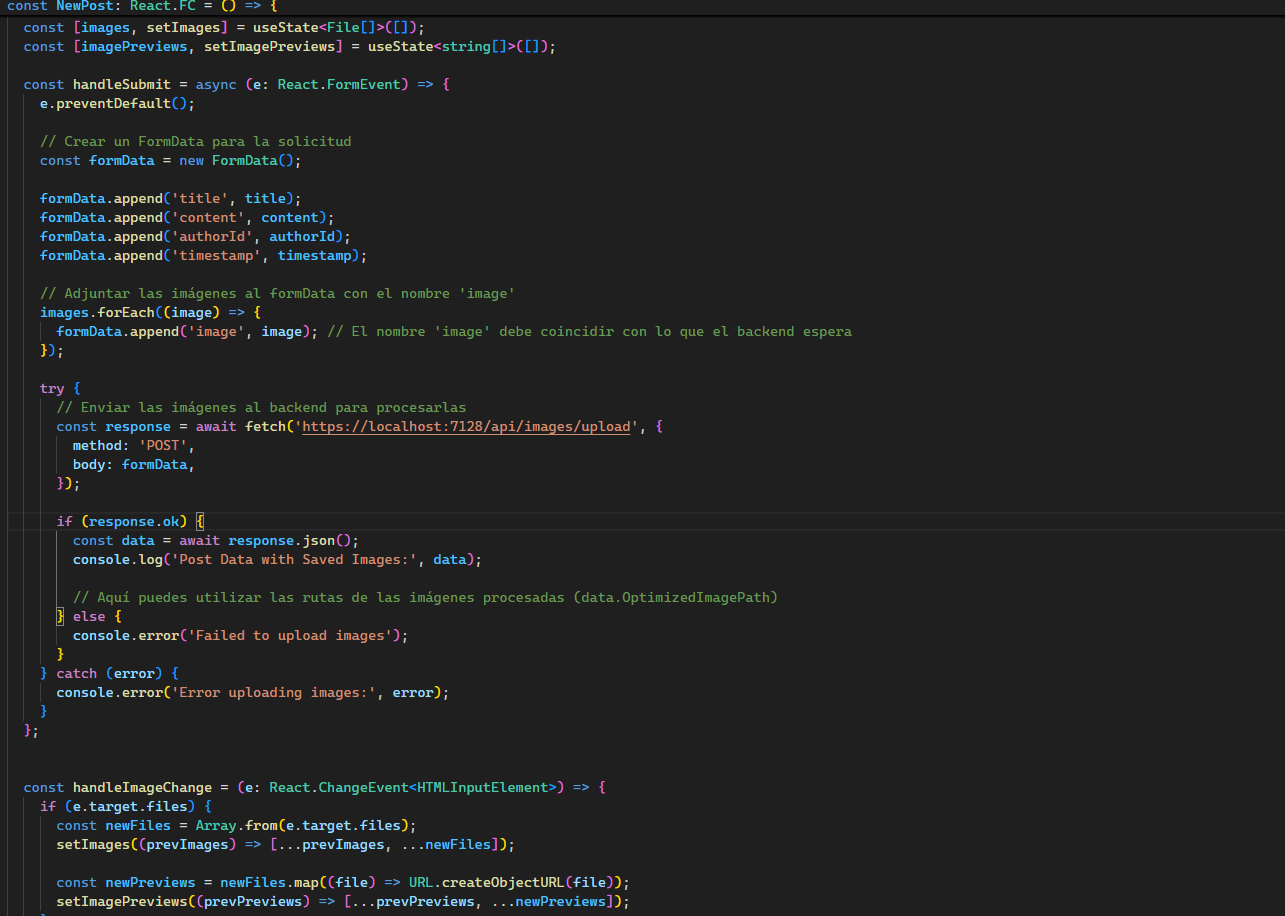 const NewPost: React.FC = () => {
const [images, setImages] = useState<File[]>([]);
const [imagePreviews, setImagePreviews] = useState<string[]>([]);
const handleSubmit = async (e: React.FormEvent) => {
e.preventDefault();
// Crear un FormData para la solicitud
const formData = new FormData();
formData.append('title', title);
formData.append('content', content);
formData.append('authorId', authorId);
formData.append('timestamp', timestamp);
// Adjuntar las imágenes al formData con el nombre 'image'
images.forEach((image) => {
formData.append('image', image); // El nombre 'image' debe coincidir con lo que el backend espera
});
try {
// Enviar las imágenes al backend para procesarlas
const response = await fetch('https://localhost:7128/api/images/upload', {
method: 'POST',
body: formData,
});
if (response.ok) {
const data = await response.json();
console.log('Post Data with Saved Images:', data);
// Aquí puedes utilizar las rutas de las imágenes procesadas (data.OptimizedImagePath)
} else {
console.error('Failed to upload images');
}
} catch (error) {
console.error('Error uploading images:', error);
}
};
const handleImageChange = (e: React.ChangeEvent<HTMLInputElement>) => {
if (e.target.files) {
const newFiles = Array.from(e.target.files);
setImages((prevImages) => [...prevImages, ...newFiles]);
const newPreviews = newFiles.map((file) => URL.createObjectURL(file));
setImagePreviews((prevPreviews) => [...prevPreviews, ...newPreviews]);